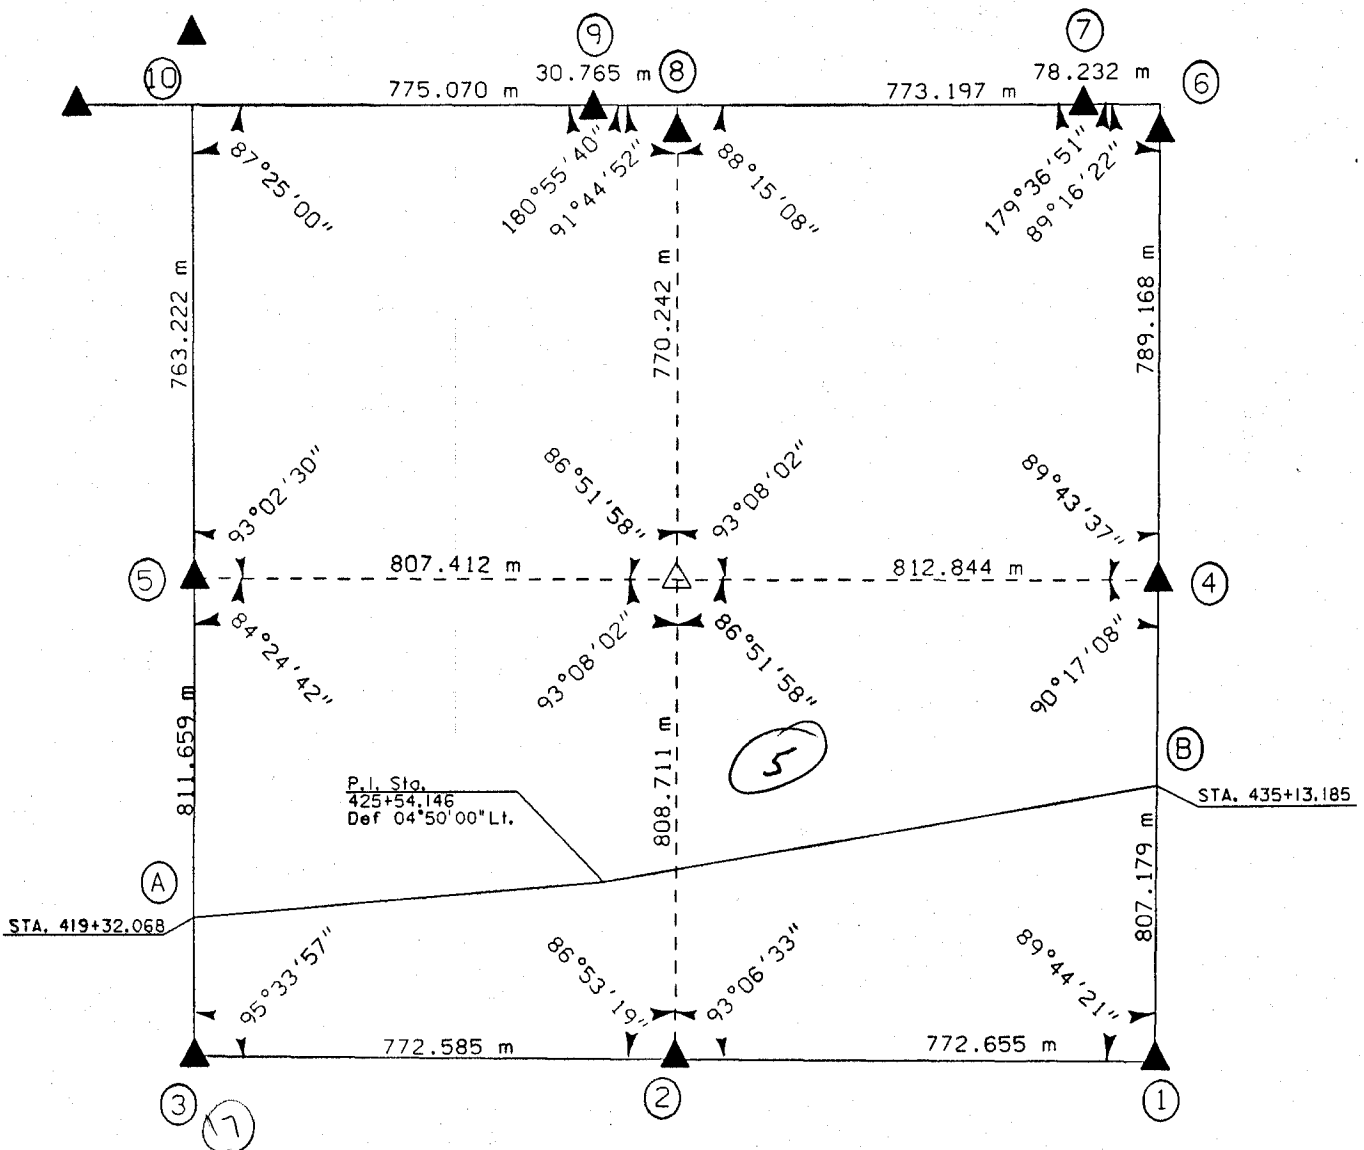 9
7
10
30.765 m
8
78.232 m
6
775.070 m
773.197 m
87°25'00"
180°55'40"
91°44'52"
88°15'08"
179°36'51"
89°16'22"
763.222 m
770.242 m
789.168 m
93°02'30"
86°51'58"
93°08'02"
89°43'37"
5
807.412 m
812.844 m
4
84°24'42"
93°08'02"
86°51'58"
90°17'08"
811.659 m
808.711 m
5
B
P.I. Sta.
425+54.146
Def 04°50'00"Lt.
STA. 435+13.185
807.179 m
A
STA. 419+32.068
95°33'57"
86°53'19"
93°06'33"
89°44'21"
772.585 m
772.655 m
3
7
2
1